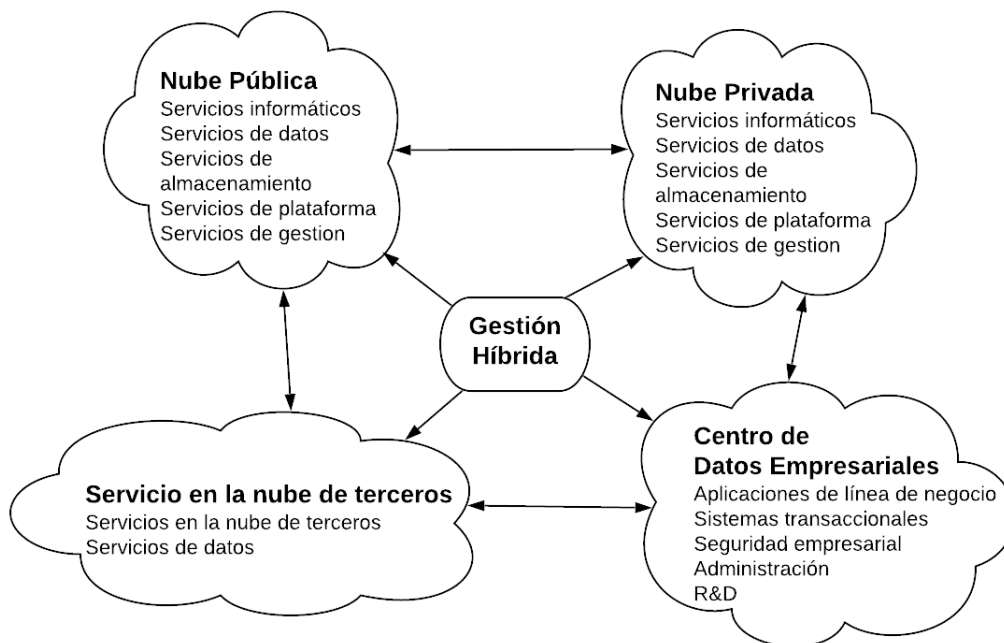 Nube Pública
Servicios informáticos
Servicios de datos
Servicios de
almacenamiento
Servicios de plataforma
Servicios de gestion
Nube Privada
Servicios informáticos
Servicios de datos
Servicios de
almacenamiento
Servicios de plataforma
Servicios de gestion
Gestión
Híbrida
Servicio en la nube de terceros
Servicios en la nube de terceros
Servicios de datos
Centro de
Datos Empresariales
Aplicaciones de línea de negocio
Sistemas transaccionales
Seguridad empresarial
Administración
R&D